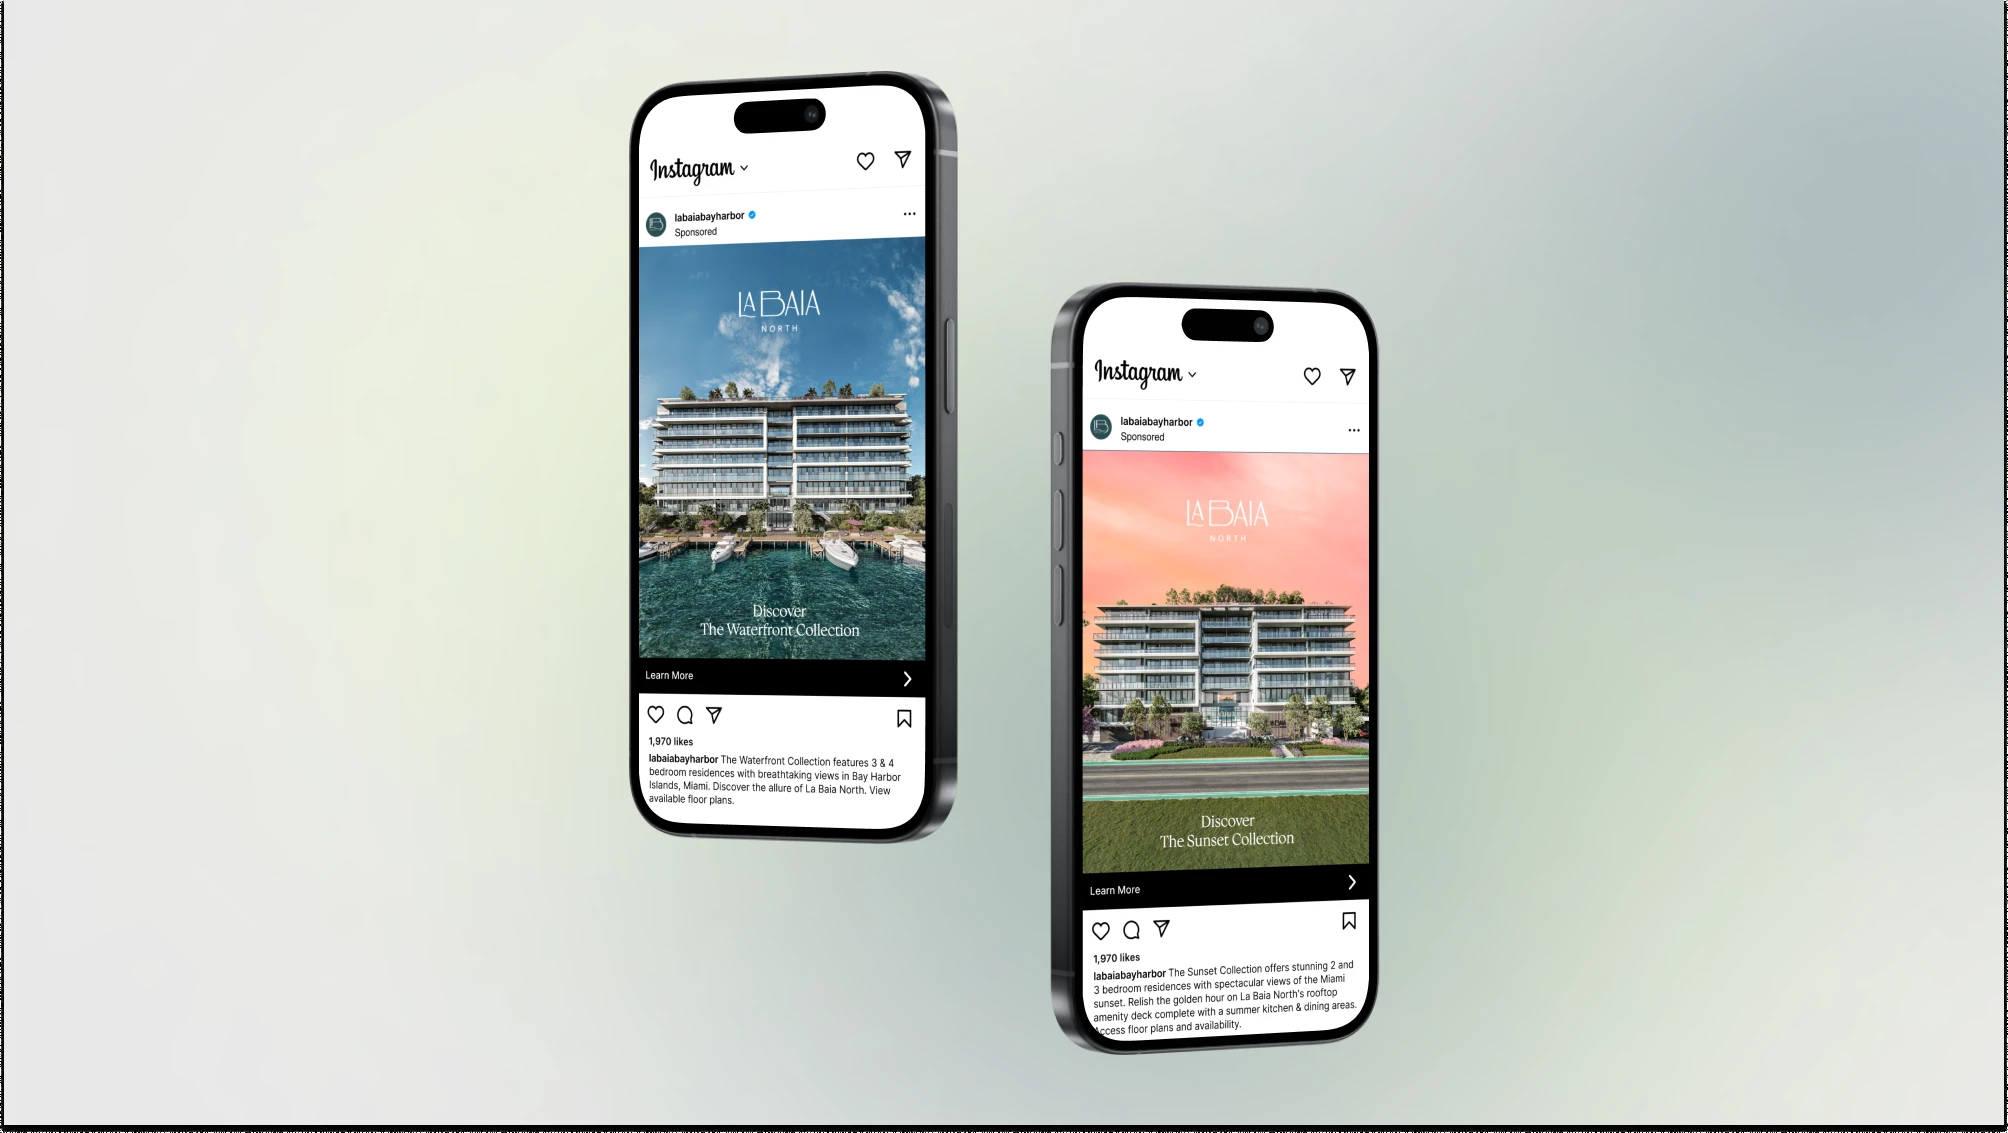 Instagram
labaiabayharbor
Sponsored
LA BAIA
NORTH
Discover
The Waterfront Collection
Learn More
1,970 likes
labaiabayharbor The Waterfront Collection features 3 & 4
bedroom residences with breathtaking views in Bay Harbor
Islands, Miami. Discover the allure of La Baia North. View
available floor plans.
Instagram
labaiabayharbor
Sponsored
LA BAIA
NORTH
Discover
The Sunset Collection
Learn More
1,970 likes
labaiabayharbor The Sunset Collection offers stunning 2 and
3 bedroom residences with spectacular views of the Miami
sunset. Relish the golden hour on La Baia North's rooftop
amenity deck complete with a summer kitchen & dining areas.
Access floor plans and availability.